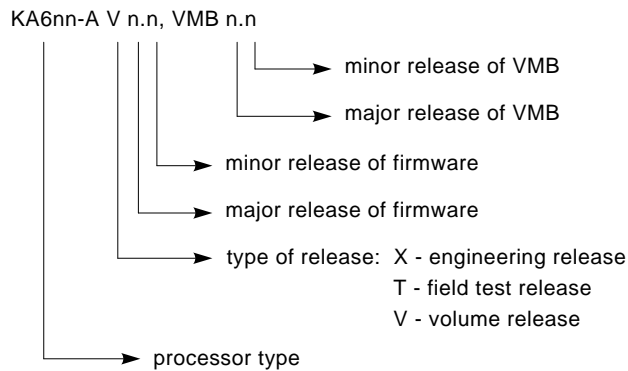 KA6nn-A V n.n, VMB n.n
minor release of VMB
major release of VMB
minor release of firmware
major release of firmware
type of release: X - engineering release
T - field test release
V - volume release
processor type